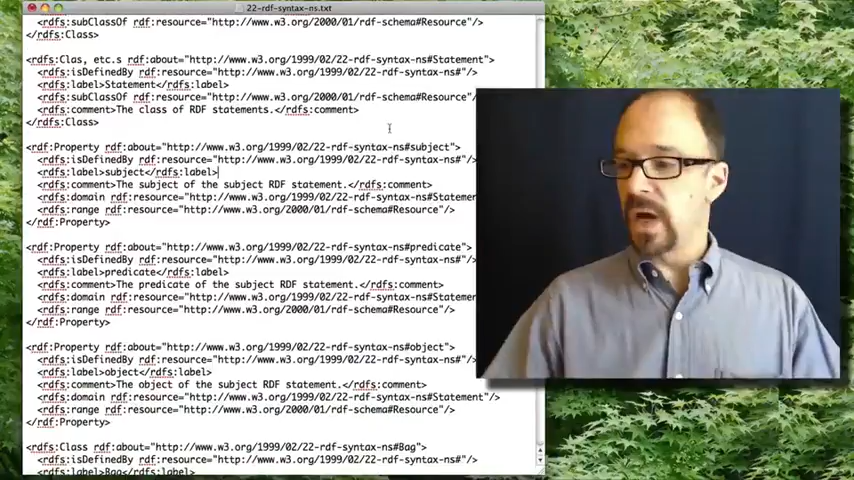 22-rdf-syntax-ns.txt
<rdfs:subClassOf rdf:resource="http://www.w3.org/2000/01/rdf-schema#Resource"/>
</rdfs:Class>
<rdfs:Clas, etc.s rdf:about="http://www.w3.org/1999/02/22-rdf-syntax-ns#Statement">
<rdfs:isDefinedBy rdf:resource="http://www.w3.org/1999/02/22-rdf-syntax-ns#"/>
<rdfs:label>Statement</rdfs:label>
<rdfs:subClassOf rdf:resource="http://www.w3.org/2000/01/rdf-schema#Resource"/
<rdfs:comment>The class of RDF statements.</rdfs:comment>
</rdfs:Class>
<rdf:Property rdf:about="http://www.w3.org/1999/02/22-rdf-syntax-ns#subject">
<rdfs:isDefinedBy rdf:resource="http://www.w3.org/1999/02/22-rdf-syntax-ns#"/>
<rdfs:label>subject</rdfs:label>
<rdfs:comment>The subject of the subject RDF statement.</rdfs:comment>
<rdfs:domain rdf:resource="http://www.w3.org/1999/02/22-rdf-syntax-ns#Statemen
<rdfs:range rdf:resource="http://www.w3.org/2000/01/rdf-schema#Resource"/>
</rdf:Property>
<rdf:Property rdf:about="http://www.w3.org/1999/02/22-rdf-syntax-ns#predicate">
<rdfs:isDefinedBy rdf:resource="http://www.w3.org/1999/02/22-rdf-syntax-ns#"/>
<rdfs:label>predicate</rdfs:label>
<rdfs:comment>The predicate of the subject RDF statement.</rdfs:comment>
<rdfs:domain rdf:resource="http://www.w3.org/1999/02/22-rdf-syntax-ns#Statemen
<rdfs:range rdf:resource="http://www.w3.org/2000/01/rdf-schema#Resource"/>
</rdf:Property>
<rdf:Property rdf:about="http://www.w3.org/1999/02/22-rdf-syntax-ns#object">
<rdfs:isDefinedBy rdf:resource="http://www.w3.org/1999/02/22-rdf-syntax-ns#"/>
<rdfs:label>object</rdfs:label>
<rdfs:comment>The object of the subject RDF statement.</rdfs:comment>
<rdfs:domain rdf:resource="http://www.w3.org/1999/02/22-rdf-syntax-ns#Statement"/>
<rdfs:range rdf:resource="http://www.w3.org/2000/01/rdf-schema#Resource"/>
</rdf:Property>
<rdfs:Class rdf:about="http://www.w3.org/1999/02/22-rdf-syntax-ns#Bag">
<rdfs:isDefinedBy rdf:resource="http://www.w3.org/1999/02/22-rdf-syntax-ns#"/>
<rdfs:label>Bag</rdfs:label>